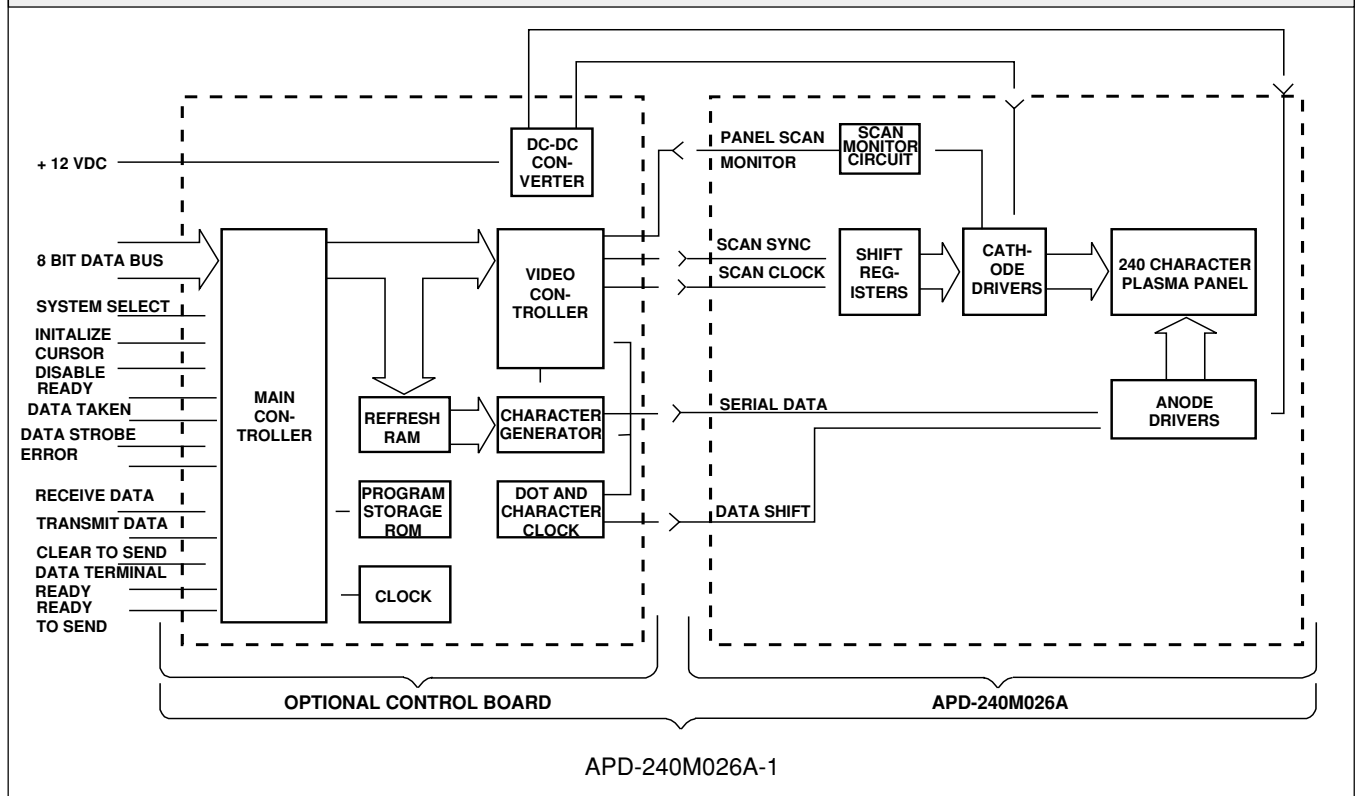 DC-DC
CON-
VERTER
+ 12 VDC
8 BIT DATA BUS
SYSTEM SELECT
INITALIZE
CURSOR
DISABLE
READY
DATA TAKEN
DATA STROBE
ERROR
RECEIVE DATA
TRANSMIT DATA
CLEAR TO SEND
DATA TERMINAL
READY
READY
TO SEND
MAIN
CON-
TROLLER
VIDEO
CON-
TROLLER
REFRESH
RAM
CHARACTER
GENERATOR
PROGRAM
STORAGE
ROM
DOT AND
CHARACTER
CLOCK
CLOCK
PANEL SCAN
MONITOR
SCAN
MONITOR
CIRCUIT
SCAN SYNC
SCAN CLOCK
SHIFT
REG-
ISTERS
CATH-
ODE
DRIVERS
240 CHARACTER
PLASMA PANEL
SERIAL DATA
ANODE
DRIVERS
DATA SHIFT
OPTIONAL CONTROL BOARD
APD-240M026A
APD-240M026A-1